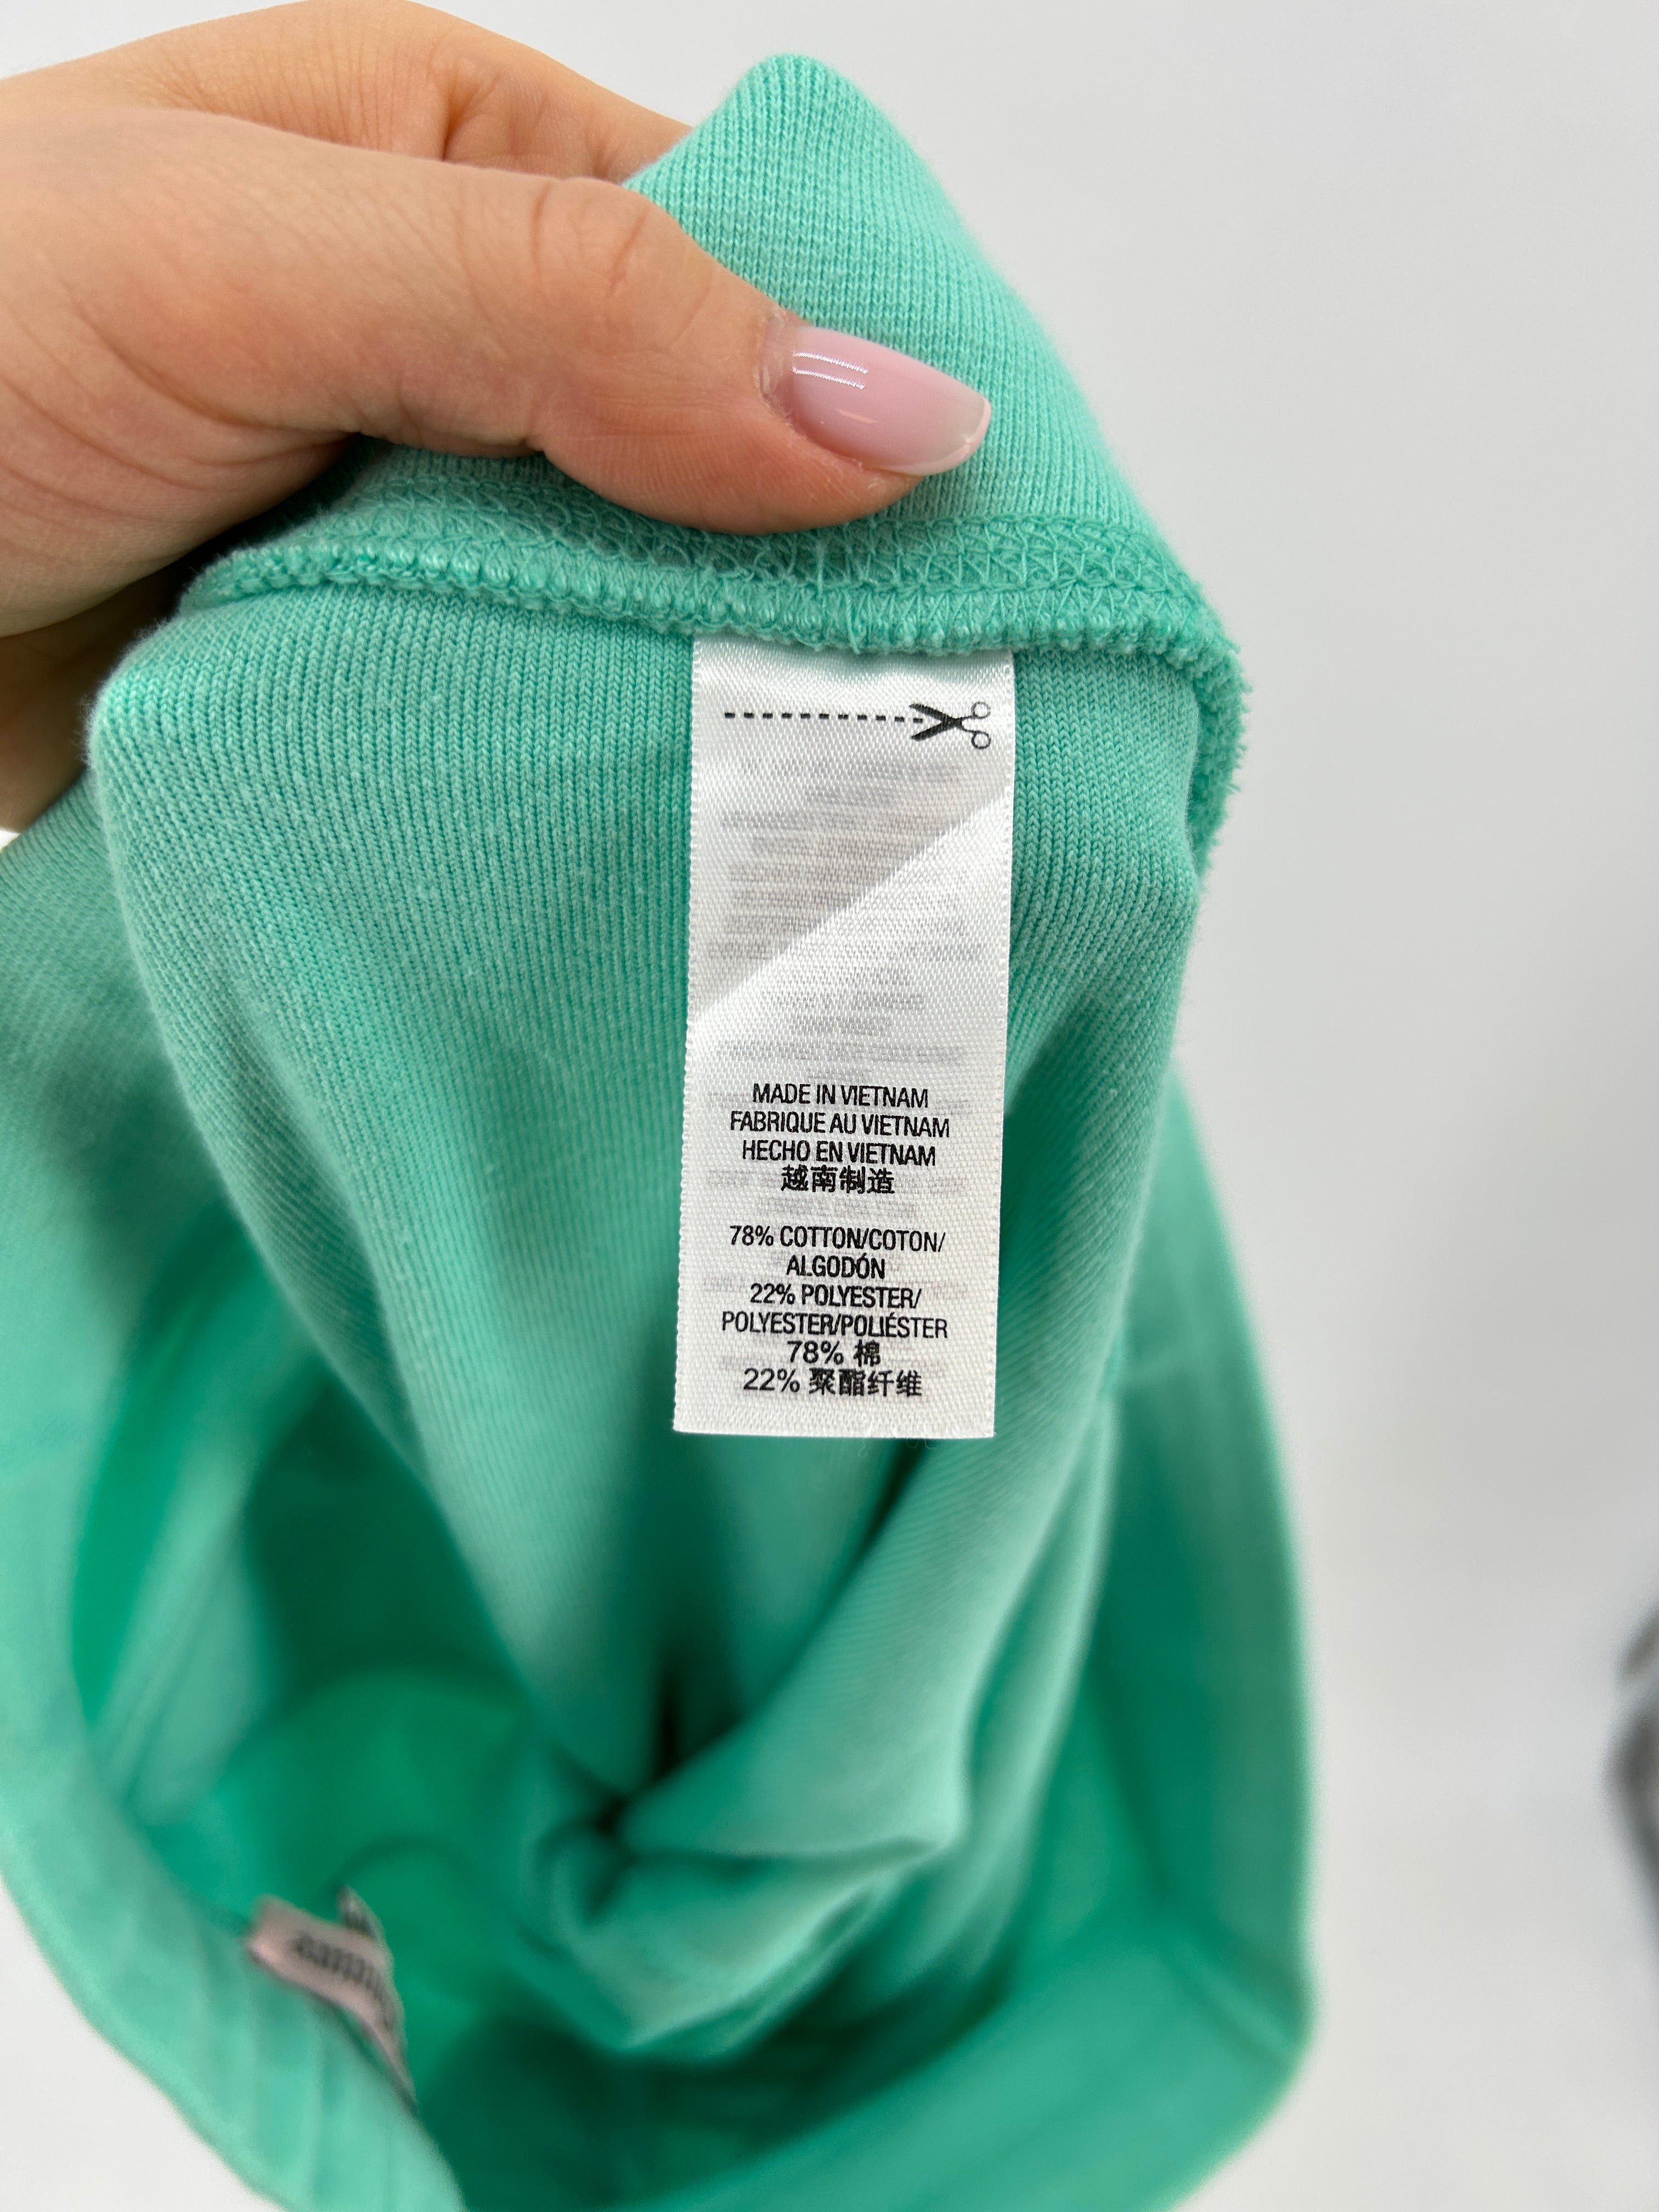 MADE IN VIETNAM
FABRIQUE AU VIETNAM
HECHO EN VIETNAM
越南制造
78% COTTON/COTON/
ALGODÓN
22% POLYESTER/
POLYESTER/POLIÉSTER
78% 棉
22% 聚酯纤维